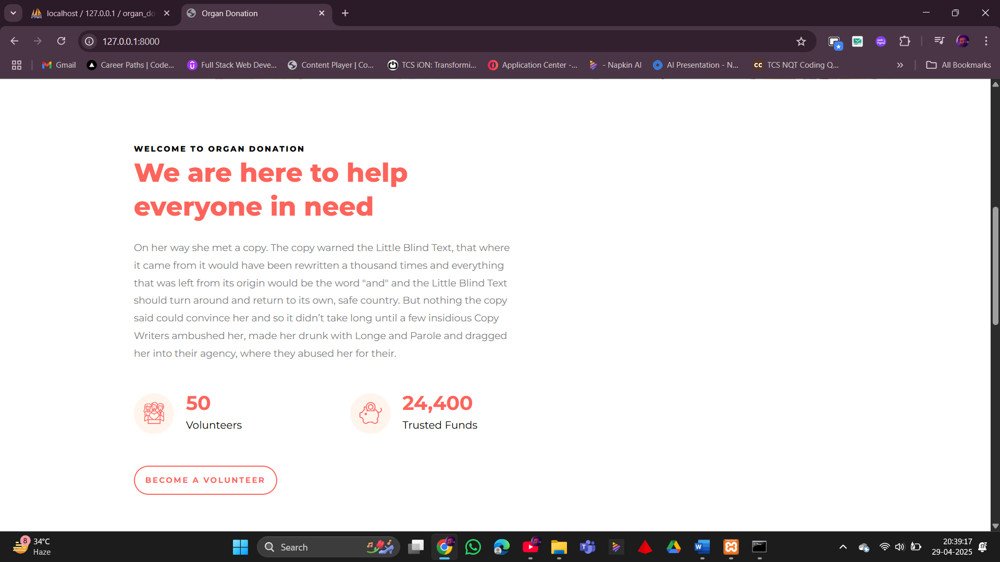 localhost / 127.0.0.1 / organ_do
Organ Donation
127.0.0.1:8000
Gmail
Career Paths | Code...
Full Stack Web Deve...
Content Player | Co...
TCS iON: Transformi...
Application Center -...
- Napkin AI
AI Presentation - N...
CC
TCS NQT Coding Q...
All Bookmarks
WELCOME TO ORGAN DONATION
We are here to help
everyone in need
On her way she met a copy. The copy warned the Little Blind Text, that where
it came from it would have been rewritten a thousand times and everything
that was left from its origin would be the word "and" and the Little Blind Text
should turn around and return to its own, safe country. But nothing the copy
said could convince her and so it didn’t take long until a few insidious Copy
Writers ambushed her, made her drunk with Longe and Parole and dragged
her into their agency, where they abused her for their.
50
Volunteers
24,400
Trusted Funds
BECOME A VOLUNTEER
8
34°C
Haze
Search
20:39:17
29-04-2025